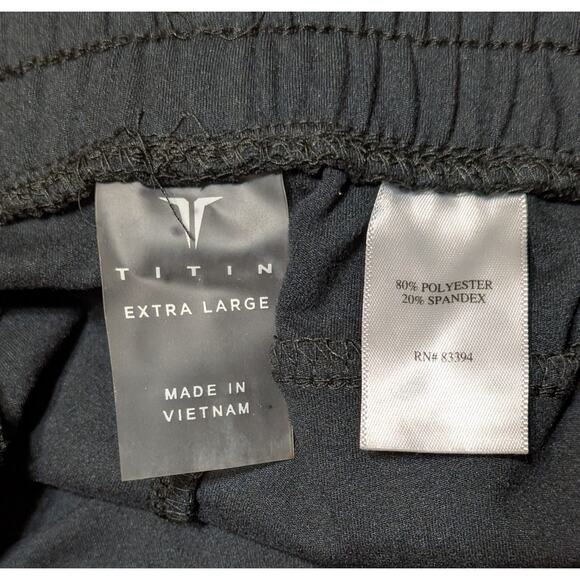 TITIN
EXTRA LARGE
MADE IN
VIETNAM
80% POLYESTER
20% SPANDEX
RN# 83394